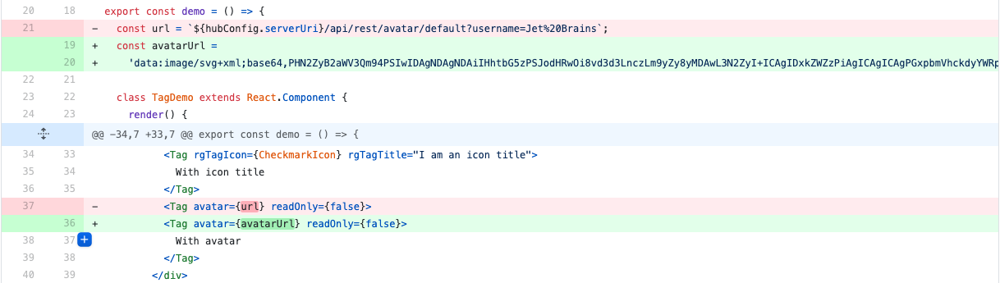 20 18 export const demo = () => {
21 - const url = `${hubConfig.serverUri}/api/rest/avatar/default?username=Jet%20Brains`;
19 + const avatarUrl =
20 + 'data:image/svg+xml;base64,PHN2ZyB2aWV3Qm94PSIwIDAgNDAgNDAiIHhtbG5zPSJodHRwOi8vd3d3LnczLm9yZy8yMDAwL3N2ZyI+ICAgIDxkZWZzPiAgICAgICAgPGxpbmVhckdyYWRp
22 21
23 22 class TagDemo extends React.Component {
24 23 render() {
@@ -34,7 +33,7 @@ export const demo = () => {
34 33 <Tag rgTagIcon={CheckmarkIcon} rgTagTitle="I am an icon title">
35 34 With icon title
36 35 </Tag>
37 - <Tag avatar={url} readOnly={false}>
36 + <Tag avatar={avatarUrl} readOnly={false}>
38 37 + With avatar
39 38 </Tag>
40 39 </div>